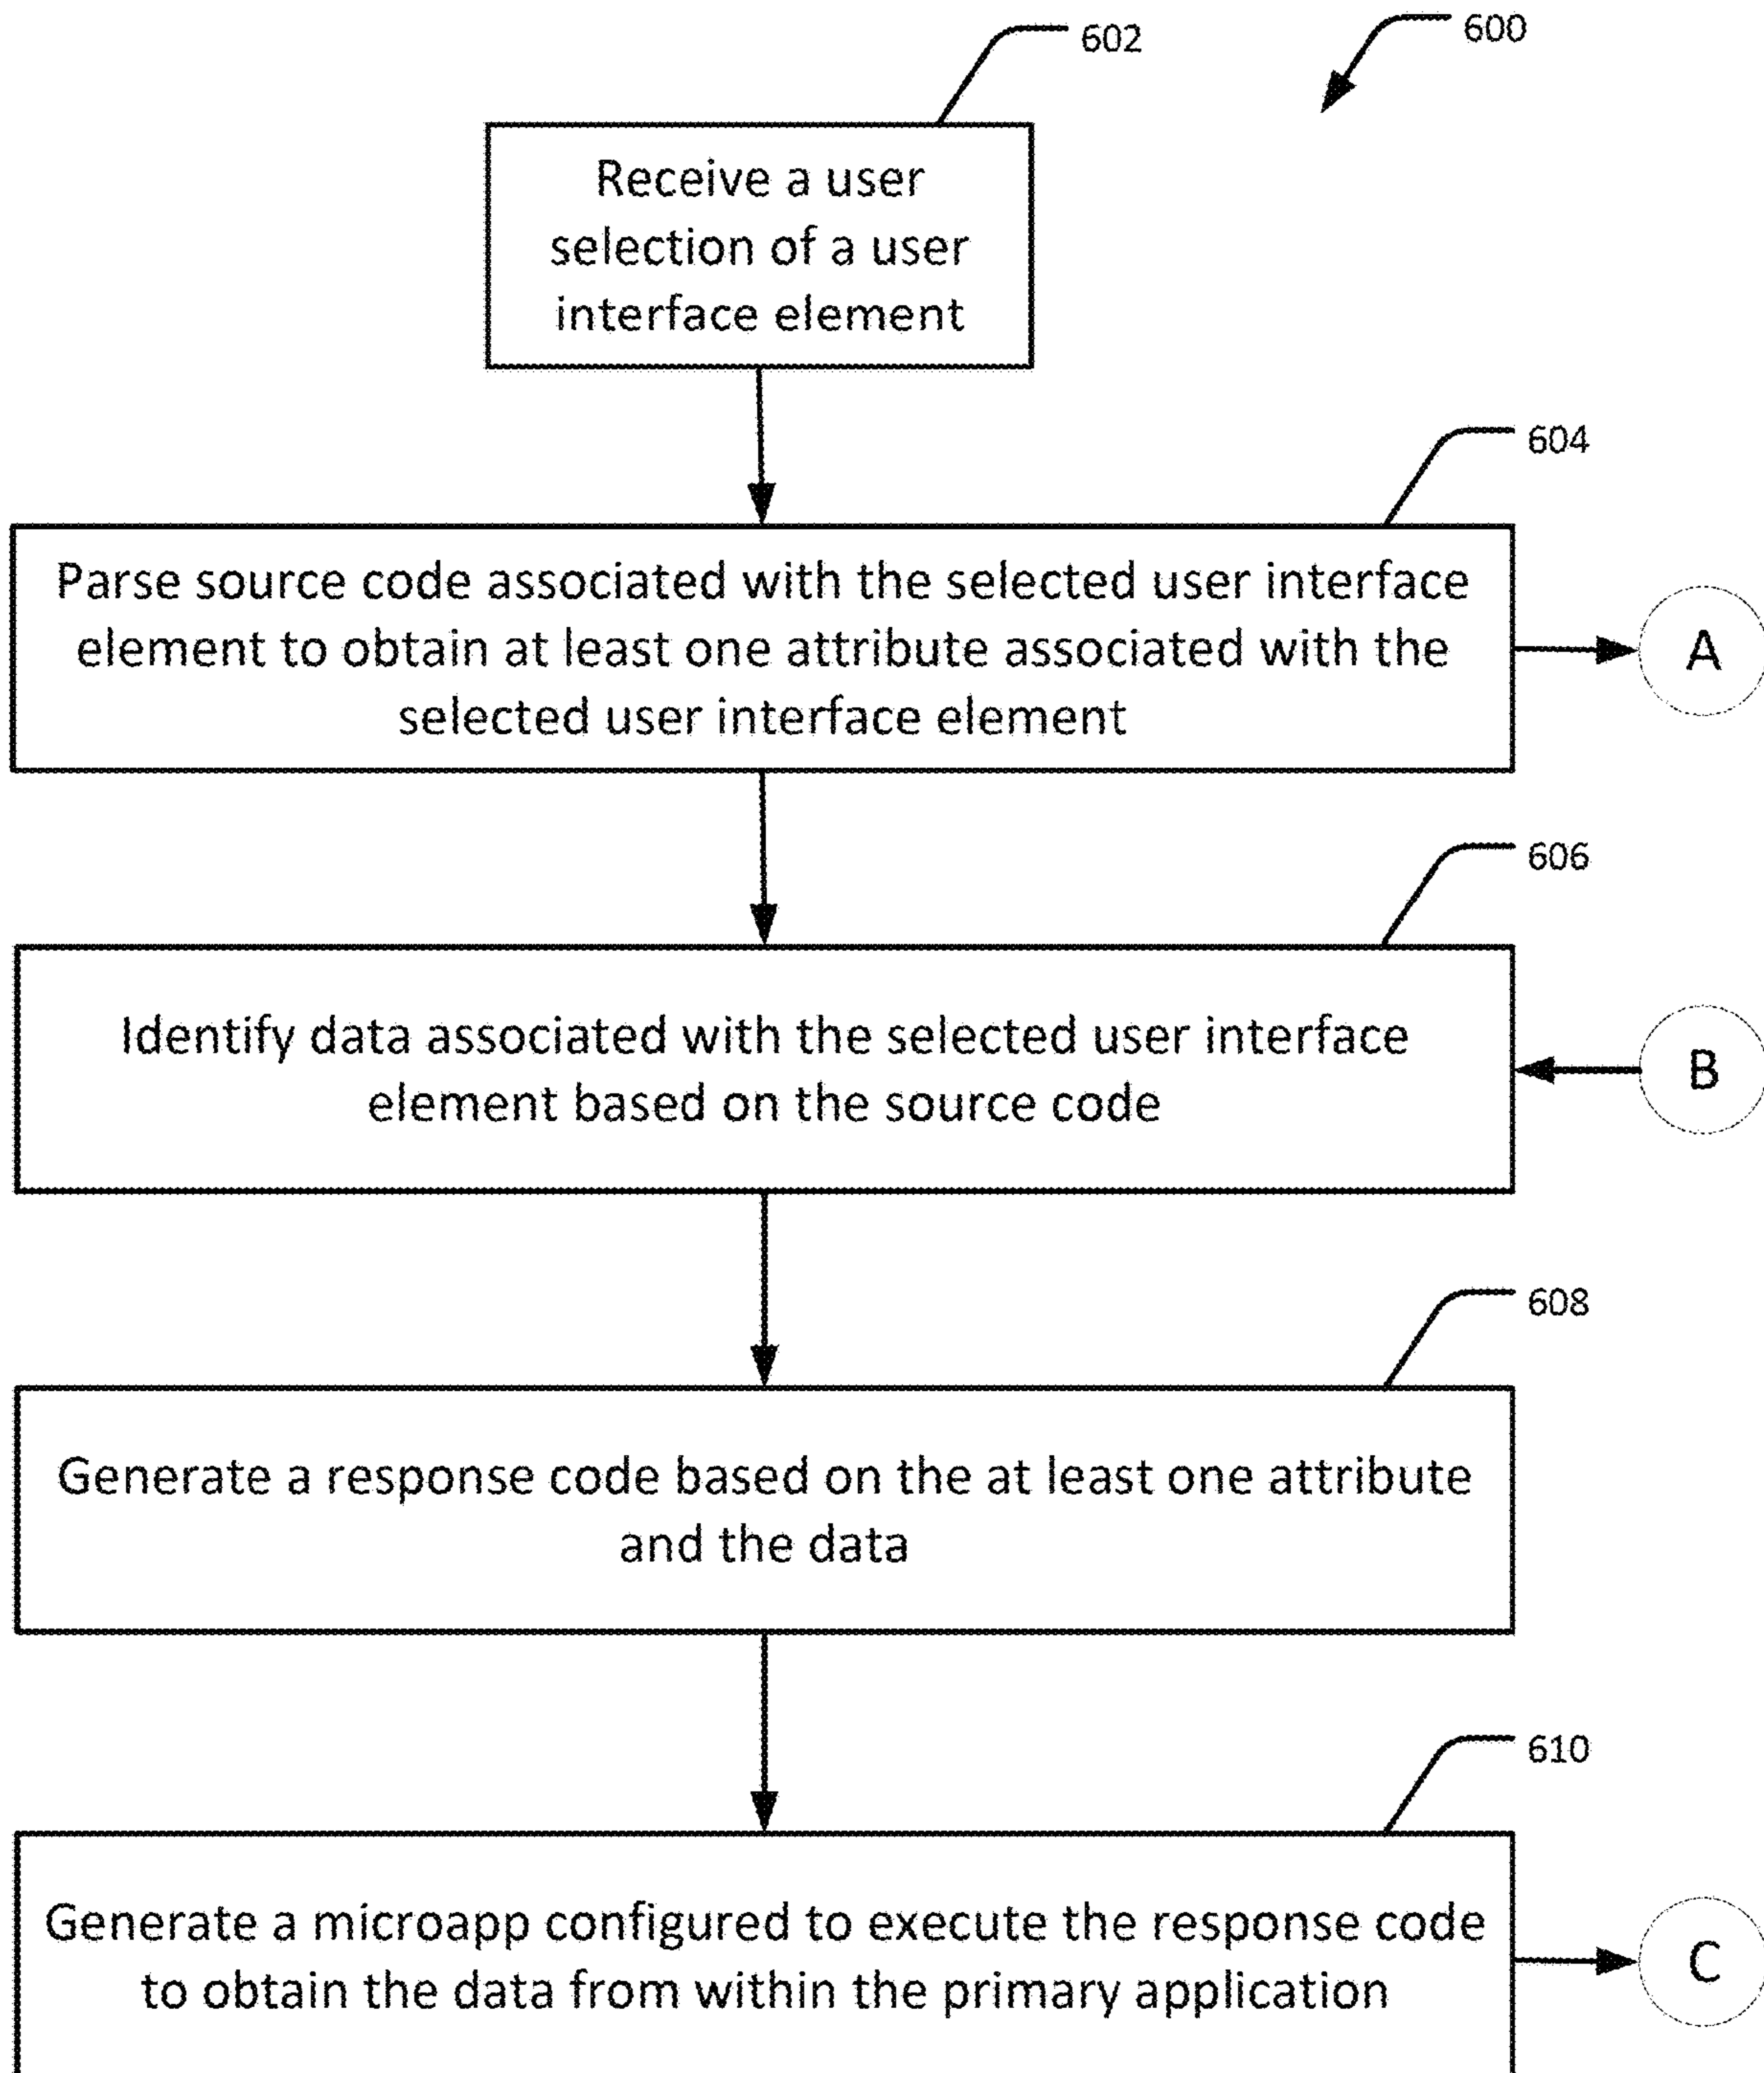 602
600
Receive a user
selection of a user
interface element
604
Parse source code associated with the selected user interface
element to obtain at least one attribute associated with the
selected user interface element
A
606
Identify data associated with the selected user interface
element based on the source code
B
608
Generate a response code based on the at least one attribute
and the data
610
Generate a microapp configured to execute the response code
to obtain the data from within the primary application
C